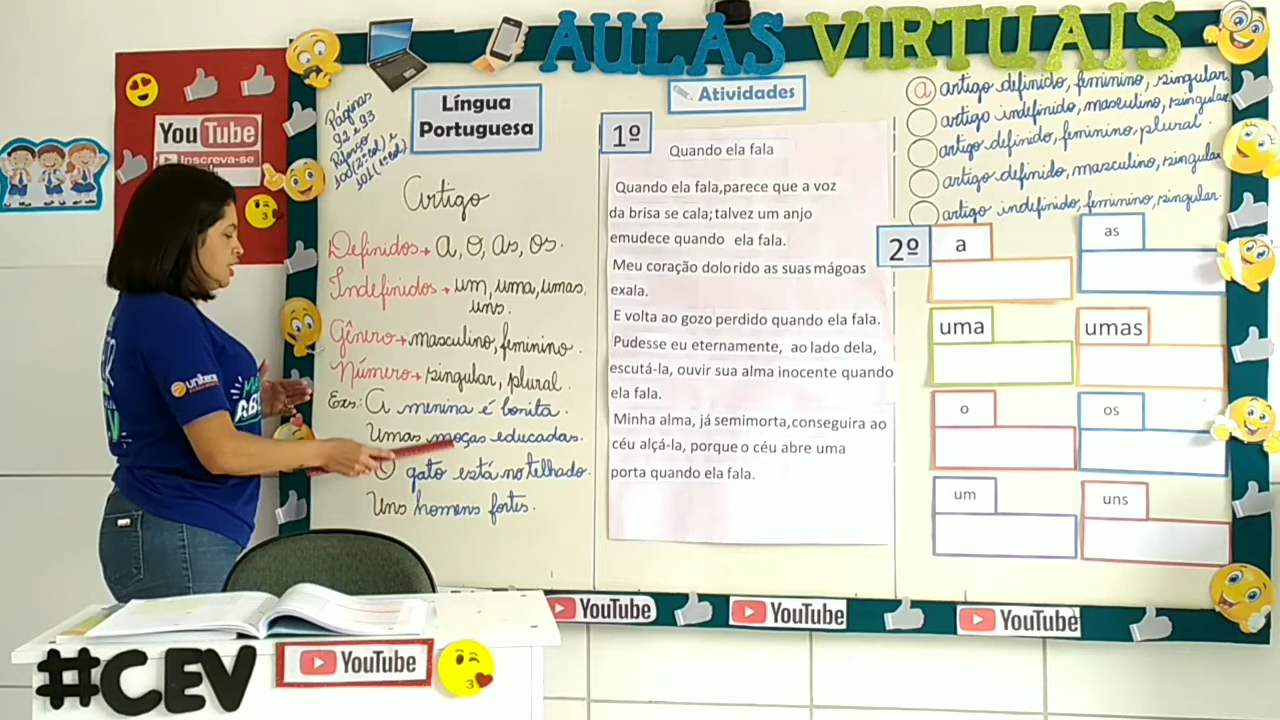 AULAS VIRTUAIS
YouTube
Inscreva-se
Páginas
92 e 93
100 (2ª col.) e
101 (1ª col.)
Língua
Portuguesa
Artigo
Definidos → a, o, as, os.
Indefinidos → um, uma, umas,
uns.
Gênero → masculino, feminino.
Número → singular, plural.
Exs: A menina é bonita.
Umas moças educadas.
O gato está no telhado.
Uns homens fortes.
Atividades
1º
Quando ela fala
Quando ela fala,parece que a voz
da brisa se cala;talvez um anjo
emudece quando ela fala.
Meu coração dolorido as suas mágoas
exala.
E volta ao gozo perdido quando ela fala.
Pudesse eu eternamente, ao lado dela,
escutá-la, ouvir sua alma inocente quando
ela fala.
Minha alma, já semimorta,conseguira ao
céu alçá-la, porque o céu abre uma
porta quando ela fala.
a artigo definido, feminino, singular.
artigo indefinido, masculino, singular
artigo definido, feminino, plural.
artigo definido, masculino, singular
artigo indefinido, feminino, singular.
2º
a
as
uma
umas
o
os
um
uns
YouTube
YouTube
YouTube
#CEV
YouTube